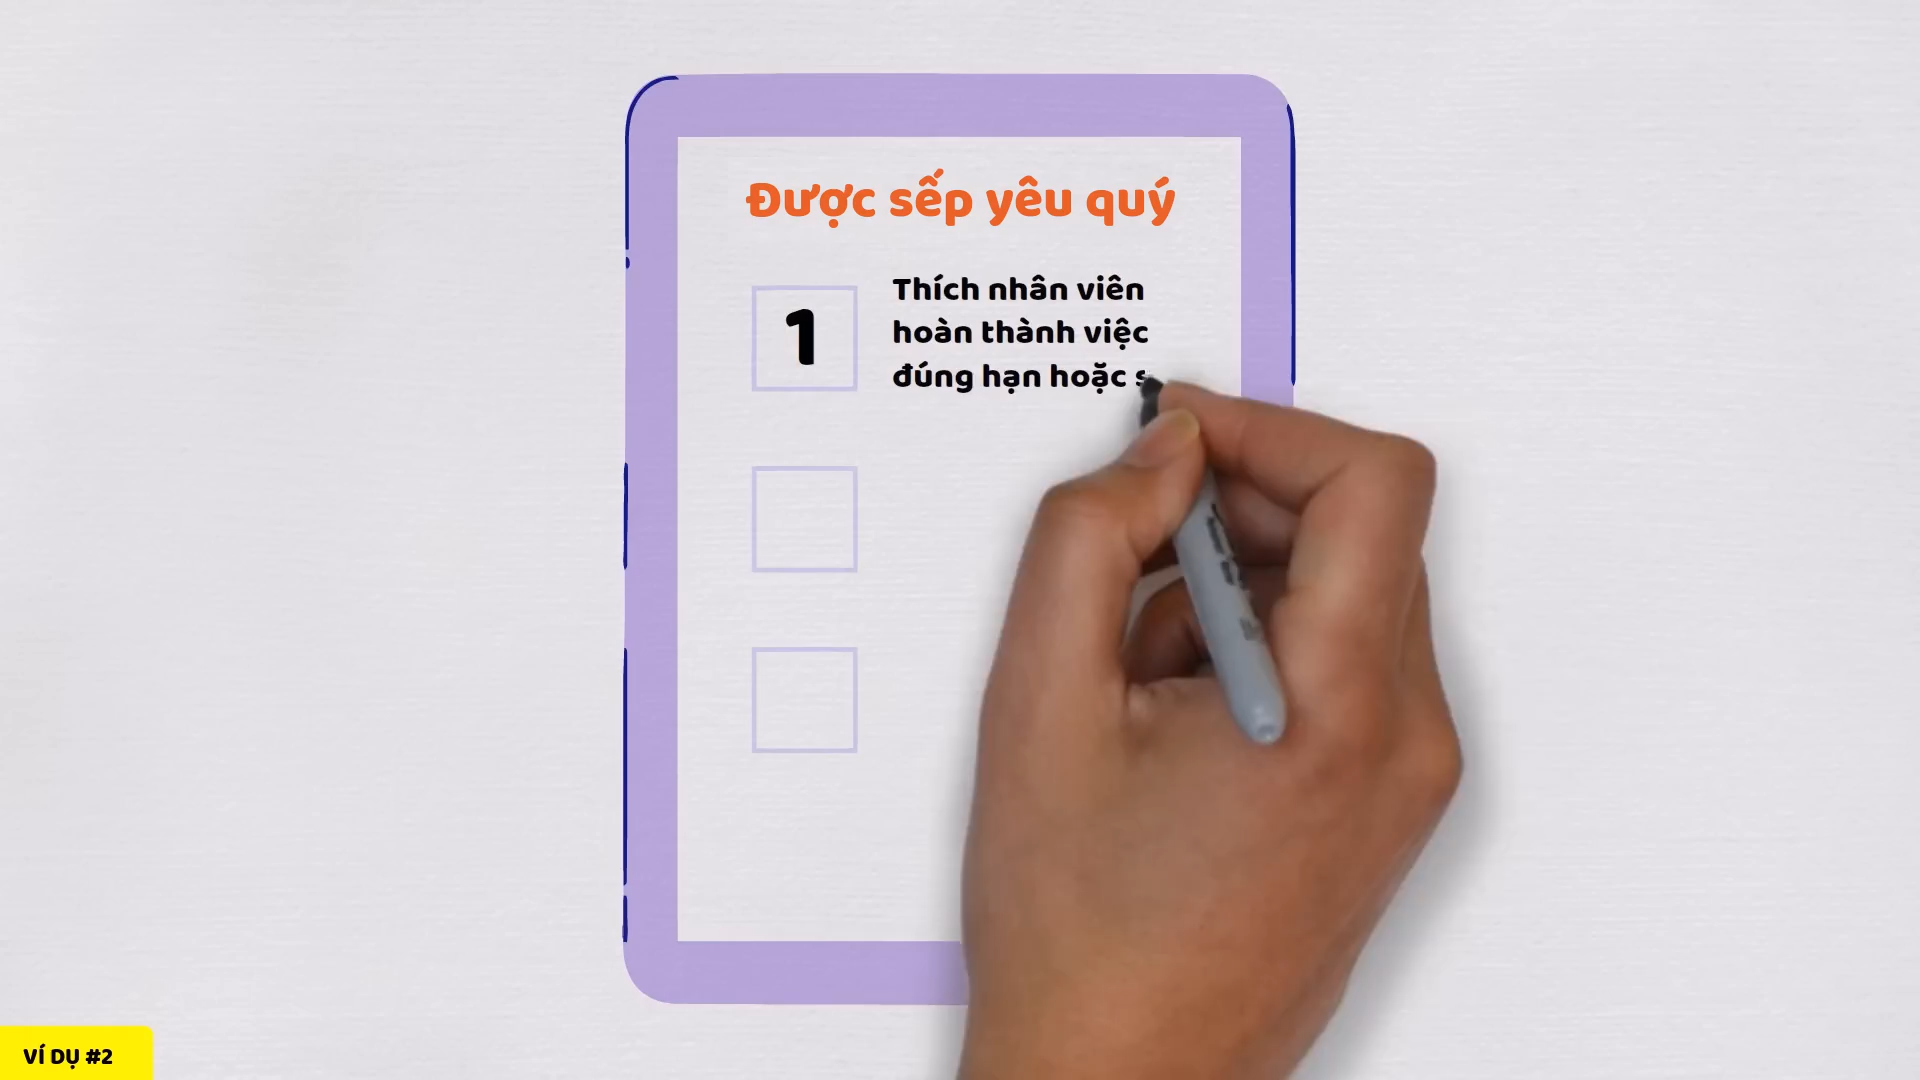 Được sếp yêu quý
1
Thích nhân viên
hoàn thành việc
đúng hạn hoặc s
VÍ DỤ #2